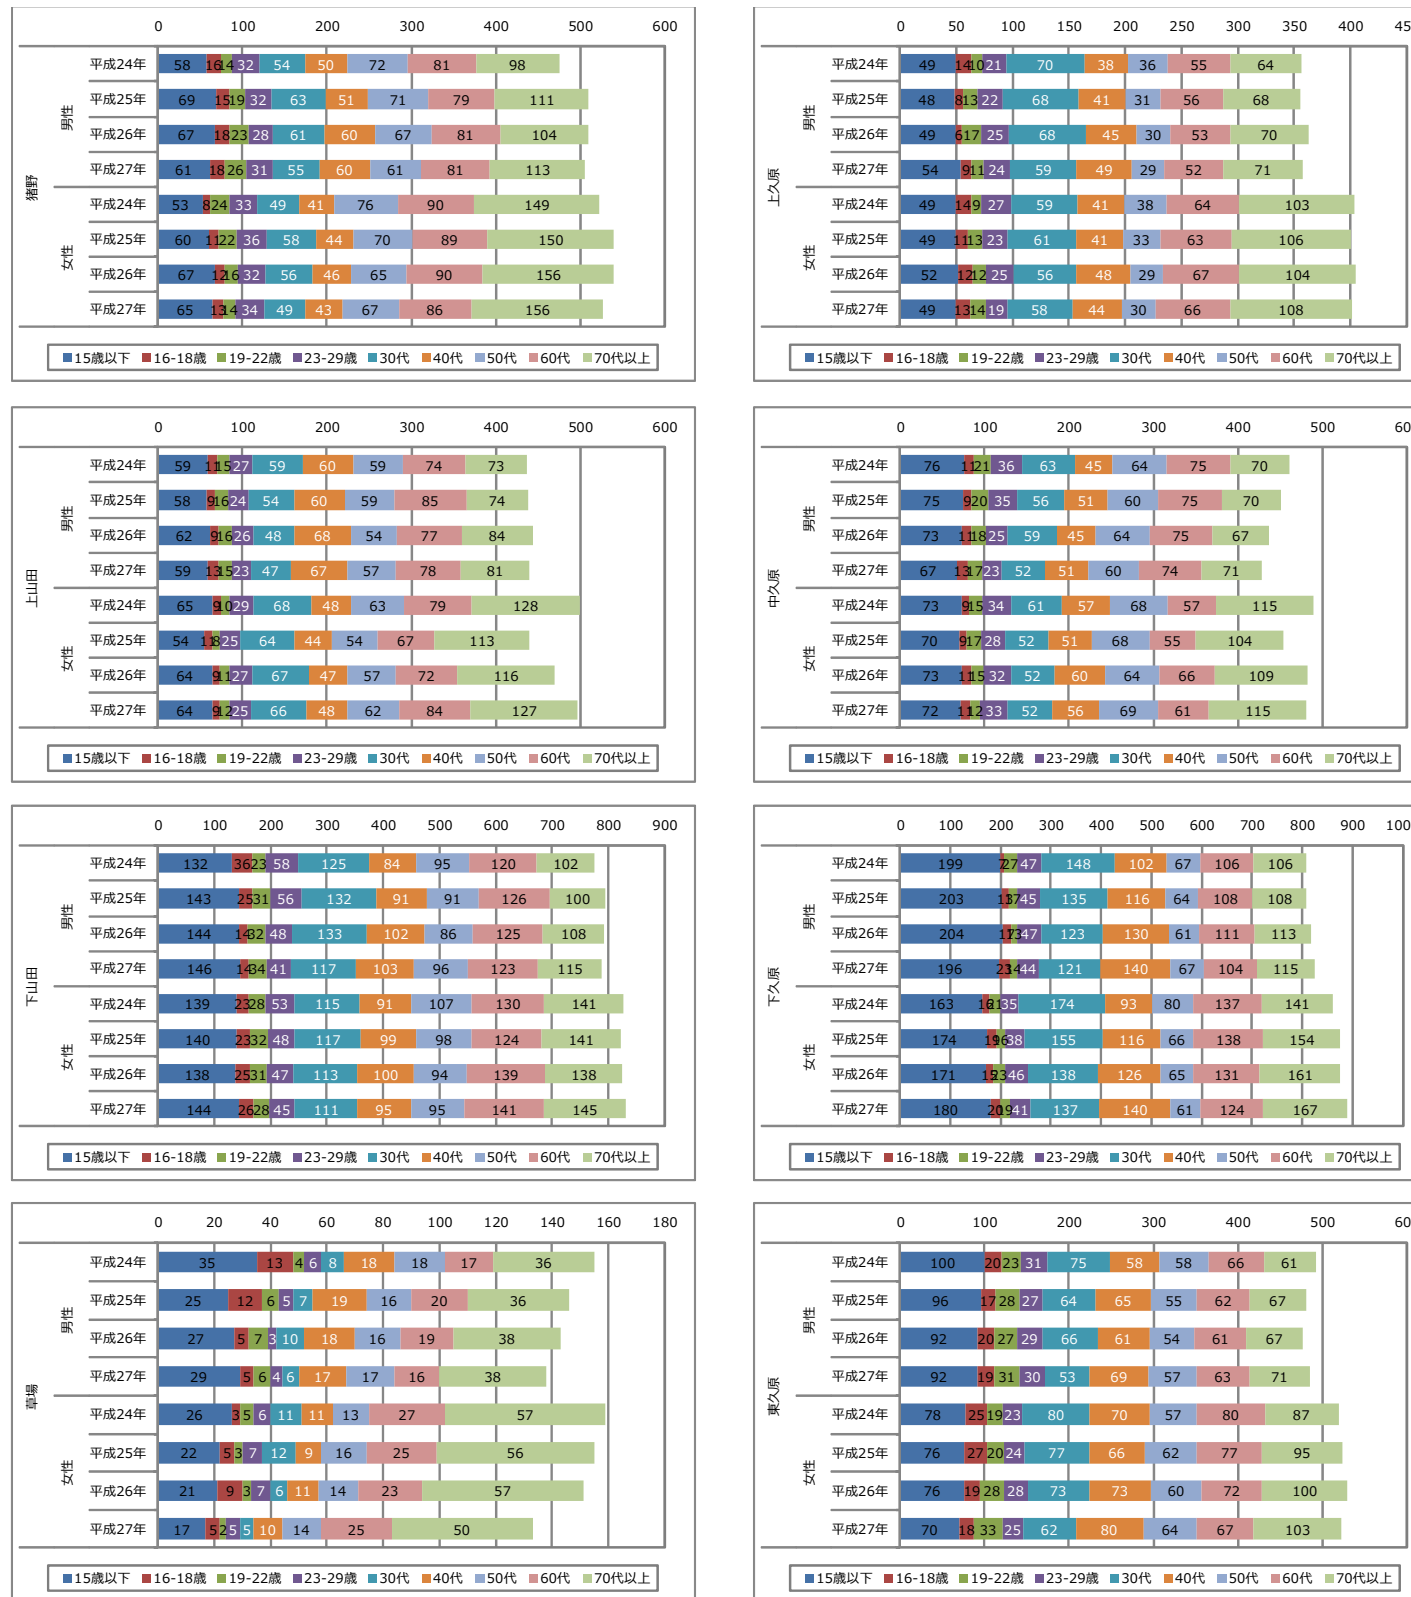 0 100 200 300 400 500 600
猪野
男性
平成24年 58 16 14 32 54 50 72 81 98
平成25年 69 15 19 32 63 51 71 79 111
平成26年 67 18 23 28 61 60 67 81 104
平成27年 61 18 26 31 55 60 61 81 113
女性
平成24年 53 8 24 33 49 41 76 90 149
平成25年 60 11 22 36 58 44 70 89 150
平成26年 67 12 16 32 56 46 65 90 156
平成27年 65 13 14 34 49 43 67 86 156
15歳以下 16-18歳 19-22歳 23-29歳 30代 40代 50代 60代 70代以上
0 50 100 150 200 250 300 350 400 45
上久原
男性
平成24年 49 14 10 21 70 38 36 55 64
平成25年 48 8 13 22 68 41 31 56 68
平成26年 49 6 17 25 68 45 30 53 70
平成27年 54 9 11 24 59 49 29 52 71
女性
平成24年 49 14 9 27 59 41 38 64 103
平成25年 49 11 13 23 61 41 33 63 106
平成26年 52 12 12 25 56 48 29 67 104
平成27年 49 13 14 19 58 44 30 66 108
15歳以下 16-18歳 19-22歳 23-29歳 30代 40代 50代 60代 70代以上
0 100 200 300 400 500 600
上山田
男性
平成24年 59 11 15 27 59 60 59 74 73
平成25年 58 9 16 24 54 60 59 85 74
平成26年 62 9 16 26 48 68 54 77 84
平成27年 59 13 15 23 47 67 57 78 81
女性
平成24年 65 9 10 29 68 48 63 79 128
平成25年 54 11 8 25 64 44 54 67 113
平成26年 64 9 11 27 67 47 57 72 116
平成27年 64 9 12 25 66 48 62 84 127
15歳以下 16-18歳 19-22歳 23-29歳 30代 40代 50代 60代 70代以上
0 100 200 300 400 500 60
中久原
男性
平成24年 76 11 21 36 63 45 64 75 70
平成25年 75 9 20 35 56 51 60 75 70
平成26年 73 11 18 25 59 45 64 75 67
平成27年 67 13 17 23 52 51 60 74 71
女性
平成24年 73 9 15 34 61 57 68 57 115
平成25年 70 9 17 28 52 51 68 55 104
平成26年 73 11 15 32 52 60 64 66 109
平成27年 72 11 12 33 52 56 69 61 115
15歳以下 16-18歳 19-22歳 23-29歳 30代 40代 50代 60代 70代以上
0 100 200 300 400 500 600 700 800 900
下山田
男性
平成24年 132 36 23 58 125 84 95 120 102
平成25年 143 25 31 56 132 91 91 126 100
平成26年 144 14 32 48 133 102 86 125 108
平成27年 146 14 34 41 117 103 96 123 115
女性
平成24年 139 23 28 53 115 91 107 130 141
平成25年 140 23 32 48 117 99 98 124 141
平成26年 138 25 31 47 113 100 94 139 138
平成27年 144 26 28 45 111 95 95 141 145
15歳以下 16-18歳 19-22歳 23-29歳 30代 40代 50代 60代 70代以上
0 100 200 300 400 500 600 700 800 900 100
下久原
男性
平成24年 199 7 27 47 148 102 67 106 106
平成25年 203 13 17 45 135 116 64 108 108
平成26年 204 17 13 47 123 130 61 111 113
平成27年 196 23 14 44 121 140 67 104 115
女性
平成24年 163 16 21 35 174 93 80 137 141
平成25年 174 19 16 38 155 116 66 138 154
平成26年 171 15 23 46 138 126 65 131 161
平成27年 180 20 19 41 137 140 61 124 167
15歳以下 16-18歳 19-22歳 23-29歳 30代 40代 50代 60代 70代以上
0 20 40 60 80 100 120 140 160 180
草場
男性
平成24年 35 13 4 6 8 18 18 17 36
平成25年 25 12 6 5 7 19 16 20 36
平成26年 27 5 7 3 10 18 16 19 38
平成27年 29 5 6 4 6 17 17 16 38
女性
平成24年 26 3 5 6 11 11 13 27 57
平成25年 22 5 3 7 12 9 16 25 56
平成26年 21 9 3 7 6 11 14 23 57
平成27年 17 5 2 5 5 10 14 25 50
15歳以下 16-18歳 19-22歳 23-29歳 30代 40代 50代 60代 70代以上
0 100 200 300 400 500 60
東久原
男性
平成24年 100 20 23 31 75 58 58 66 61
平成25年 96 17 28 27 64 65 55 62 67
平成26年 92 20 27 29 66 61 54 61 67
平成27年 92 19 31 30 53 69 57 63 71
女性
平成24年 78 25 19 23 80 70 57 80 87
平成25年 76 27 20 24 77 66 62 77 95
平成26年 76 19 28 28 73 73 60 72 100
平成27年 70 18 33 25 62 80 64 67 103
15歳以下 16-18歳 19-22歳 23-29歳 30代 40代 50代 60代 70代以上